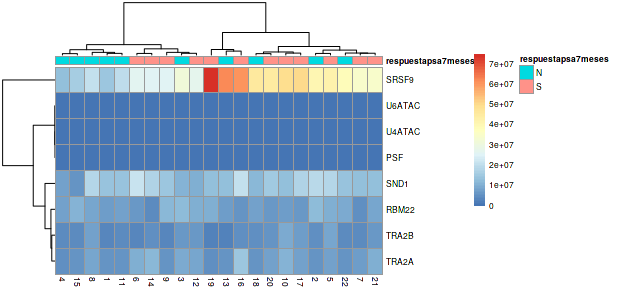 respuestapsa7meses
SRSF9
U6ATAC
U4ATAC
PSF
SND1
RBM22
TRA2B
TRA2A
4 15 8 1 11 6 14 9 3 12 19 13 16 18 20 10 17 2 5 22 7 21
7e+07
6e+07
5e+07
4e+07
3e+07
2e+07
1e+07
0
respuestapsa7meses
N
S